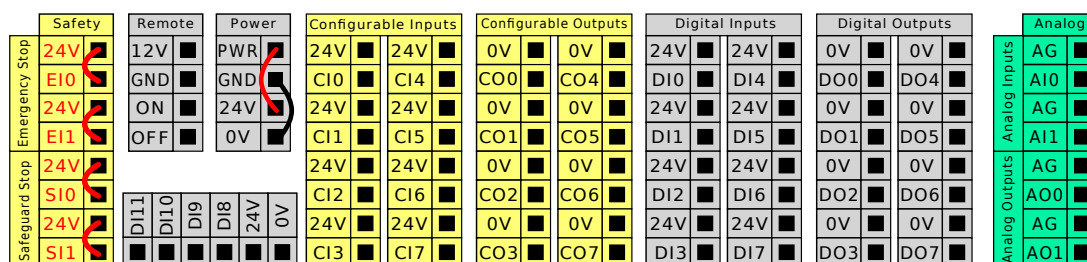 Safety
Emergency Stop
24V
EI0
24V
EI1
Safeguard Stop
24V
SI0
24V
SI1
Remote
12V
GND
ON
OFF
Power
PWR
GND
24V
0V
DI11 DI10 DI9 DI8 24V 0V
Configurable Inputs
24V 24V
CI0 CI4
24V 24V
CI1 CI5
24V 24V
CI2 CI6
24V 24V
CI3 CI7
Configurable Outputs
0V 0V
CO0 CO4
0V 0V
CO1 CO5
0V 0V
CO2 CO6
0V 0V
CO3 CO7
Digital Inputs
24V 24V
DI0 DI4
24V 24V
DI1 DI5
24V 24V
DI2 DI6
24V 24V
DI3 DI7
Digital Outputs
0V 0V
DO0 DO4
0V 0V
DO1 DO5
0V 0V
DO2 DO6
0V 0V
DO3 DO7
Analog
Analog Inputs
AG
AI0
AG
AI1
Analog Outputs
AG
AO0
AG
AO1